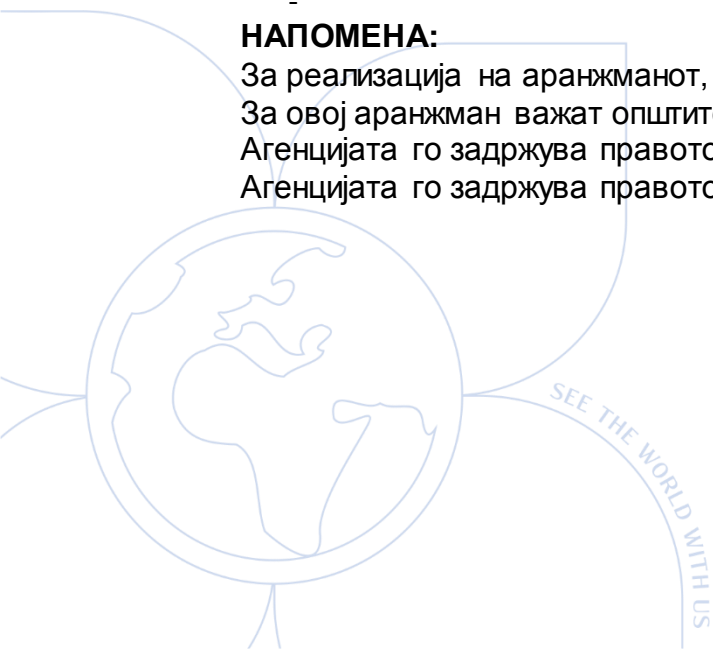 НАПОМЕНА:
За реализација на аранжманот,
За овој аранжман важат општит
Агенцијата го задржува правото
Агенцијата го задржува правото
SEE THE WORLD WITH US